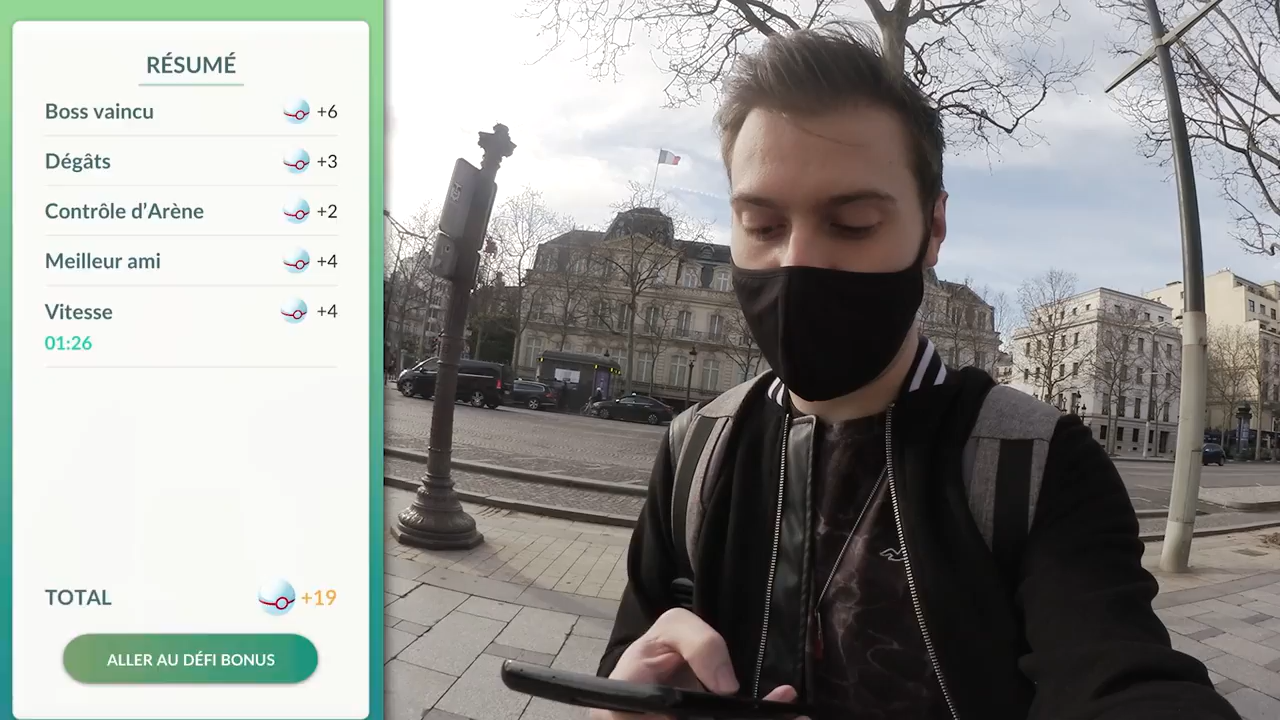 RÉSUMÉ
Boss vaincu +6
Dégâts +3
Contrôle d'Arène +2
Meilleur ami +4
Vitesse +4
01:26
TOTAL +19
ALLER AU DÉFI BONUS